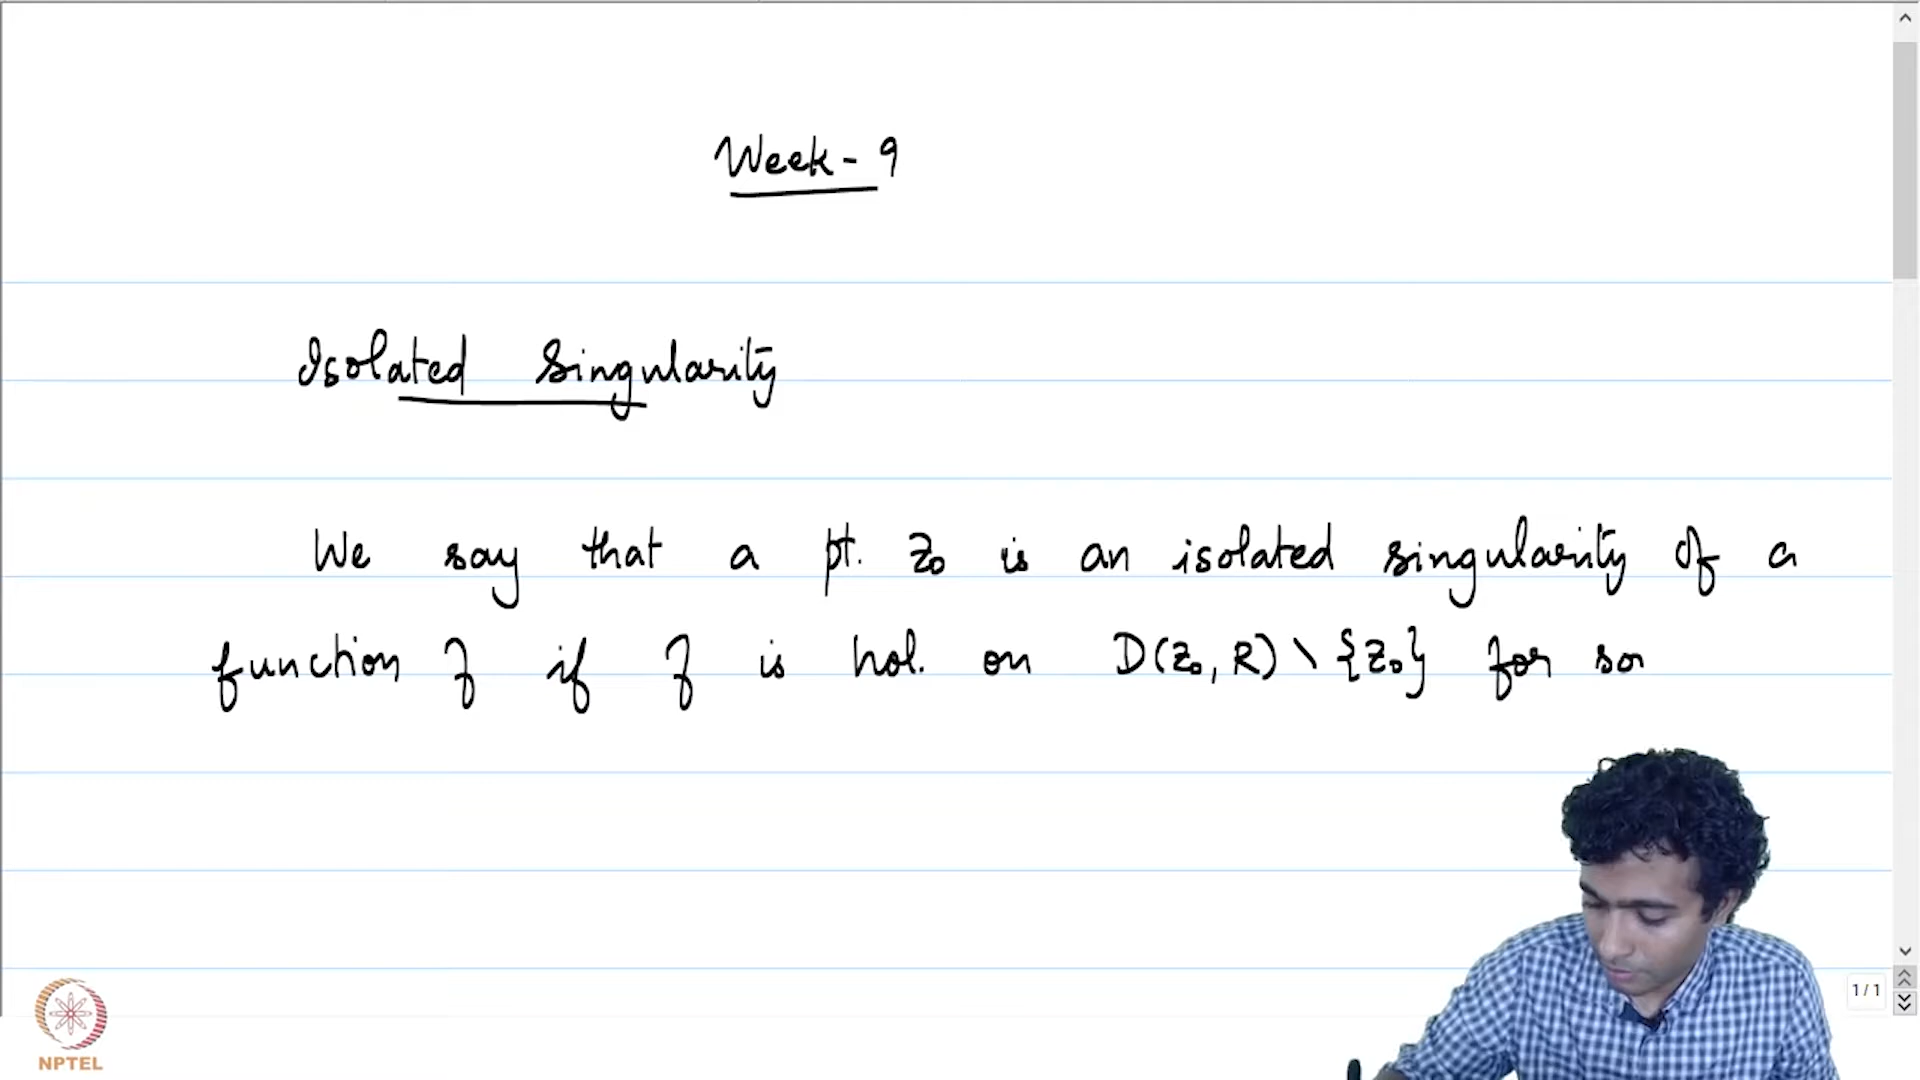 Week - 9
Isolated Singularity
We say that a pt. z₀ is an isolated singularity of a
function f if f is hol. on D(z₀, R) \ {z₀} for som
1 / 1
NPTEL